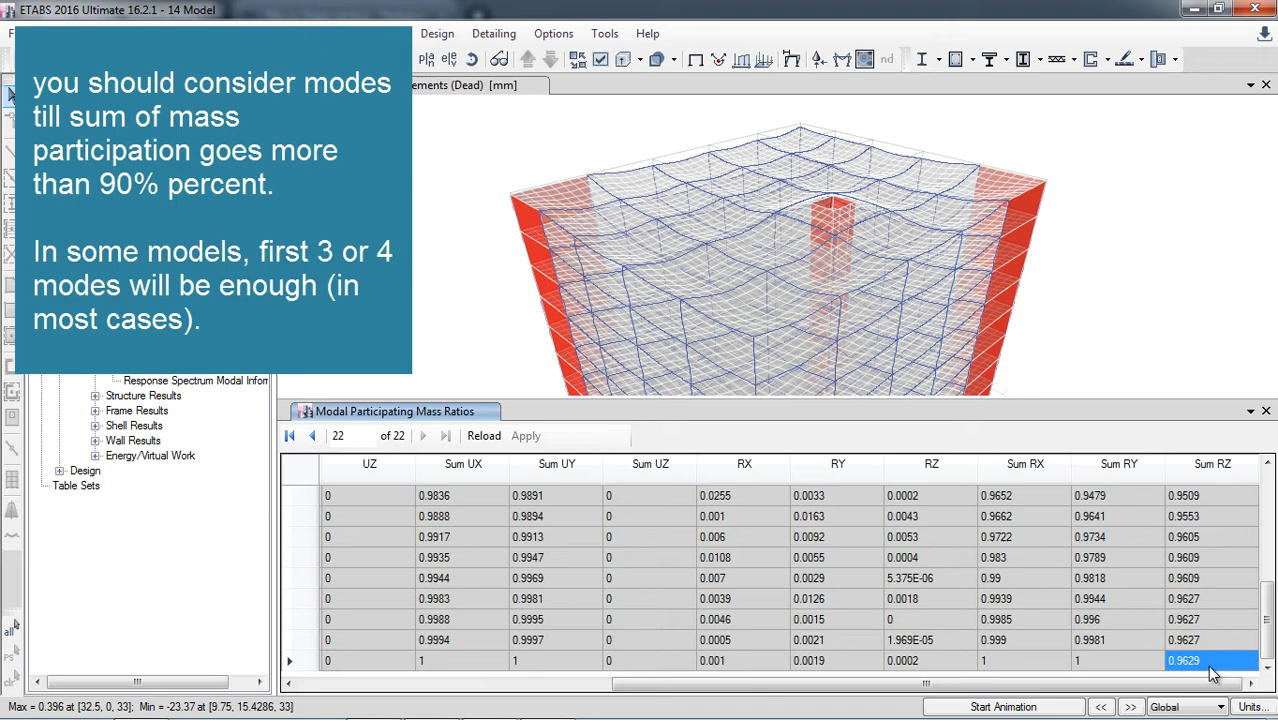 ETABS 2016 Ultimate 16.2.1 - 14 Model
Design Detailing Options Tools Help
you should consider modes
till sum of mass
participation goes more
than 90% percent.
In some models, first 3 or 4
modes will be enough (in
most cases).
nd
ements (Dead) [mm]
Response Spectrum Modal Inforr
Structure Results
Frame Results
Shell Results
Wall Results
Energy/Virtual Work
Design
Table Sets
all
PS
clr
Modal Participating Mass Ratios
22 of 22 Reload Apply
UZ Sum UX Sum UY Sum UZ RX RY RZ Sum RX Sum RY Sum RZ
0 0.9836 0.9891 0 0.0255 0.0033 0.0002 0.9652 0.9479 0.9509
0 0.9888 0.9894 0 0.001 0.0163 0.0043 0.9662 0.9641 0.9553
0 0.9917 0.9913 0 0.006 0.0092 0.0053 0.9722 0.9734 0.9605
0 0.9935 0.9947 0 0.0108 0.0055 0.0004 0.983 0.9789 0.9609
0 0.9944 0.9969 0 0.007 0.0029 5.375E-06 0.99 0.9818 0.9609
0 0.9983 0.9981 0 0.0039 0.0126 0.0018 0.9939 0.9944 0.9627
0 0.9988 0.9995 0 0.0046 0.0015 0 0.9985 0.996 0.9627
0 0.9994 0.9997 0 0.0005 0.0021 1.969E-05 0.999 0.9981 0.9627
0 1 1 0 0.001 0.0019 0.0002 1 1 0.9629
Max = 0.396 at [32.5, 0, 33]; Min = -23.37 at [9.75, 15.4286, 33]
Start Animation << >> Global Units...